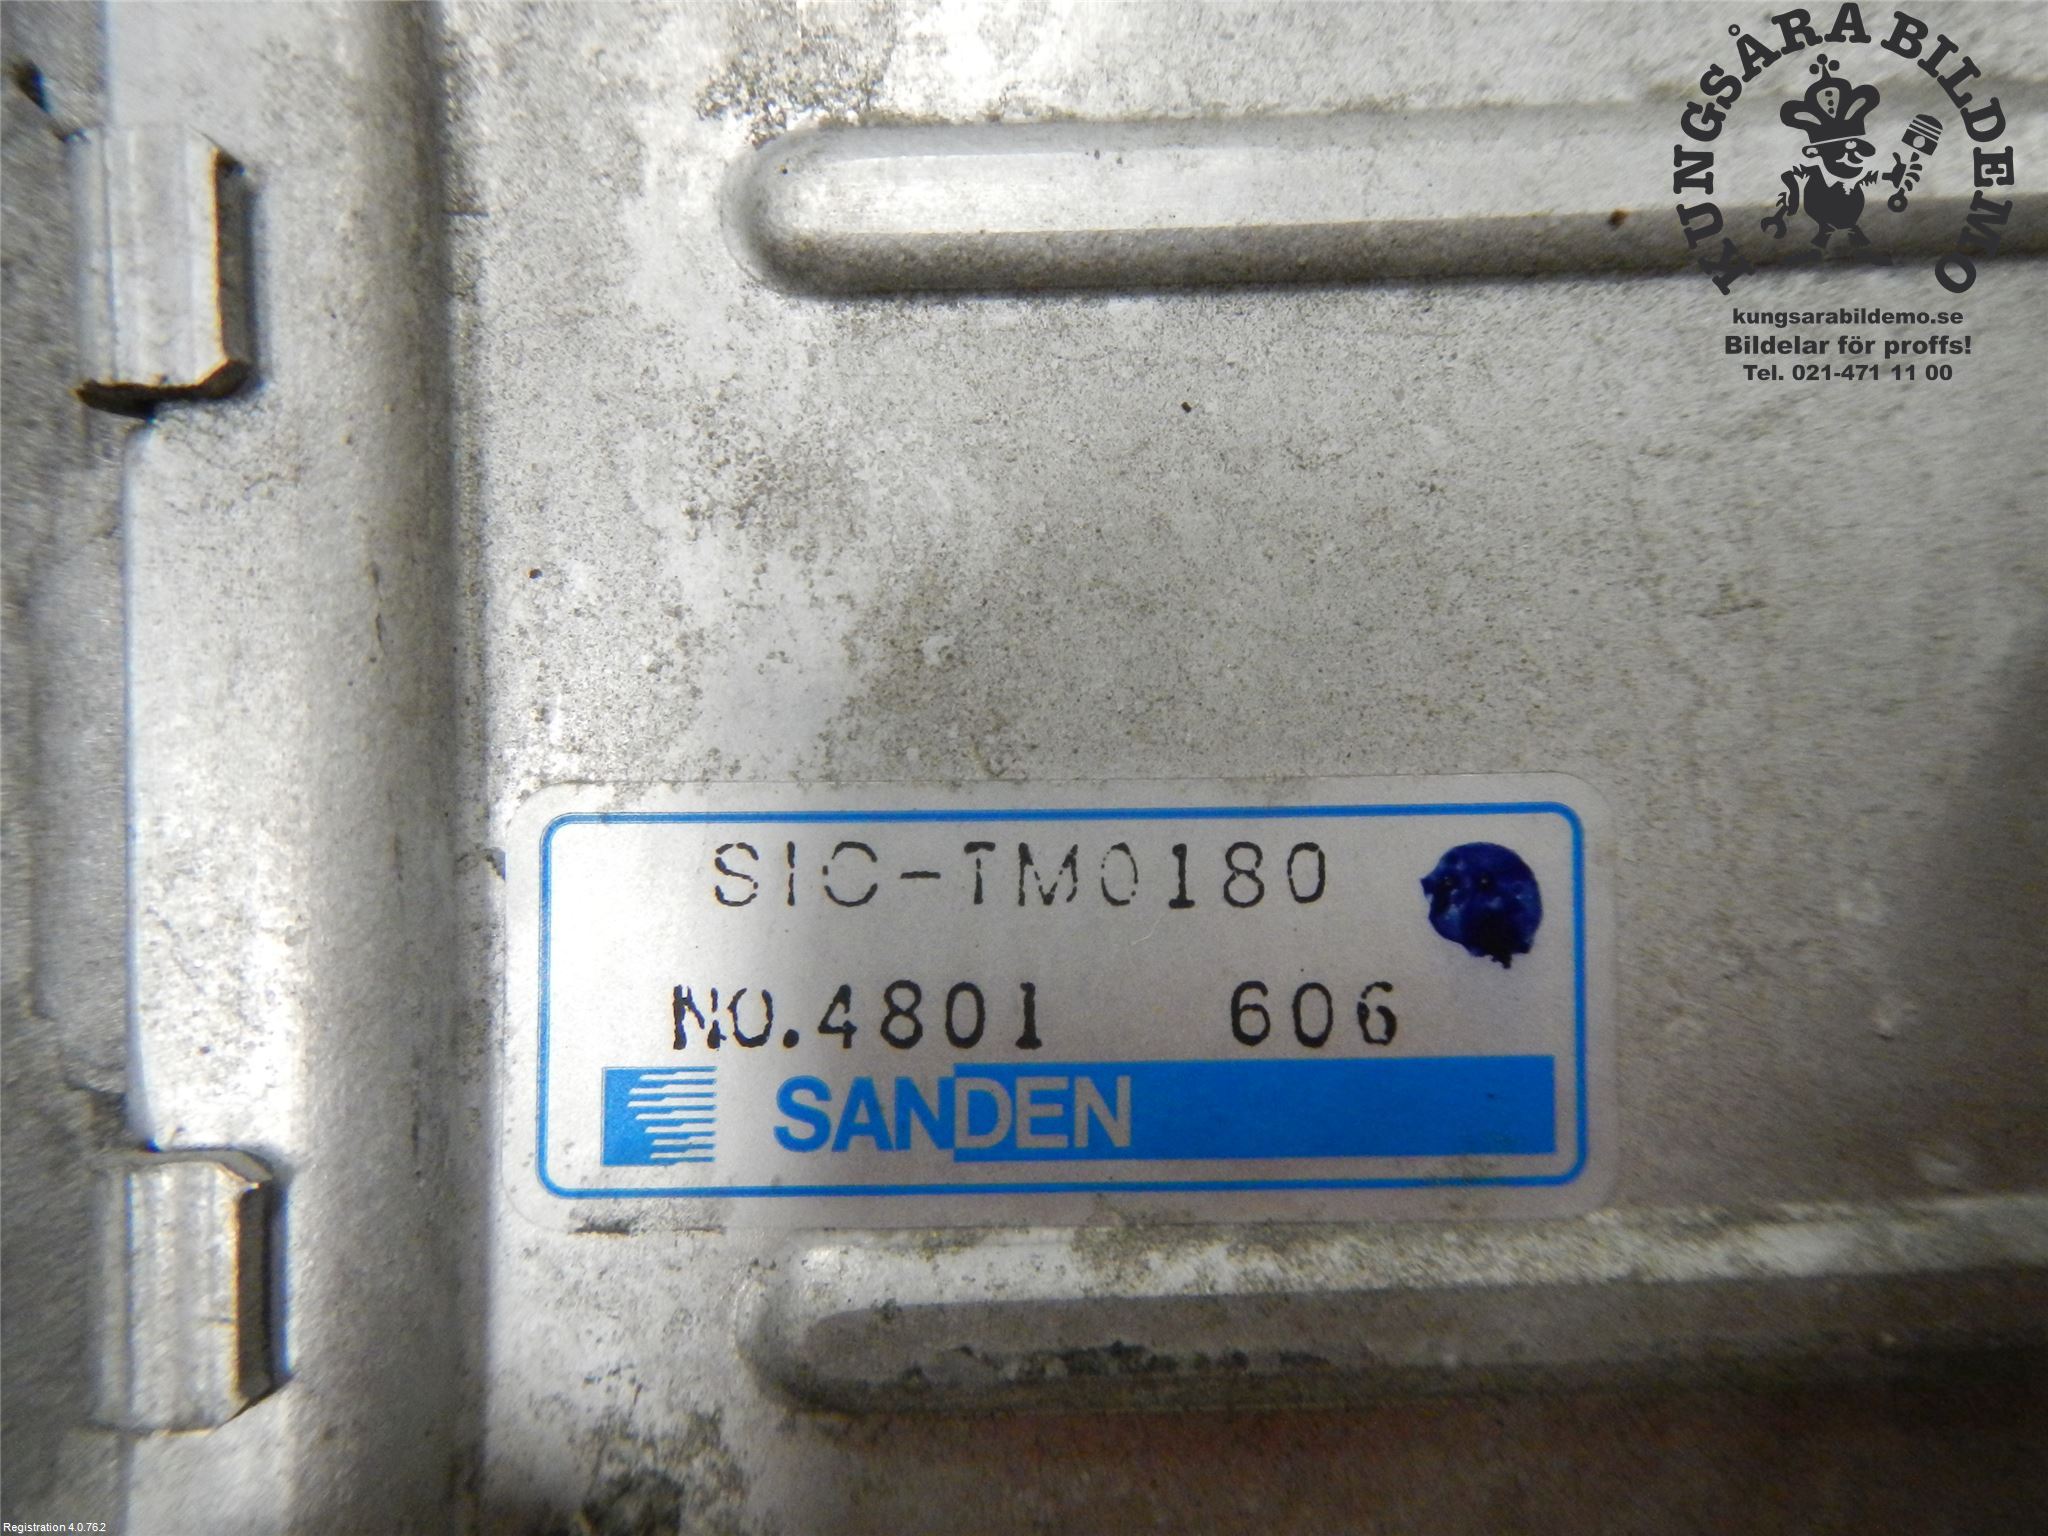 KUNGSÅRA BILDEMO
kungsarabildemo.se
Bildelar för proffs!
Tel. 021-471 11 00
SIC-TM0180
NO.4801 606
SANDEN
Registration 4.0.762